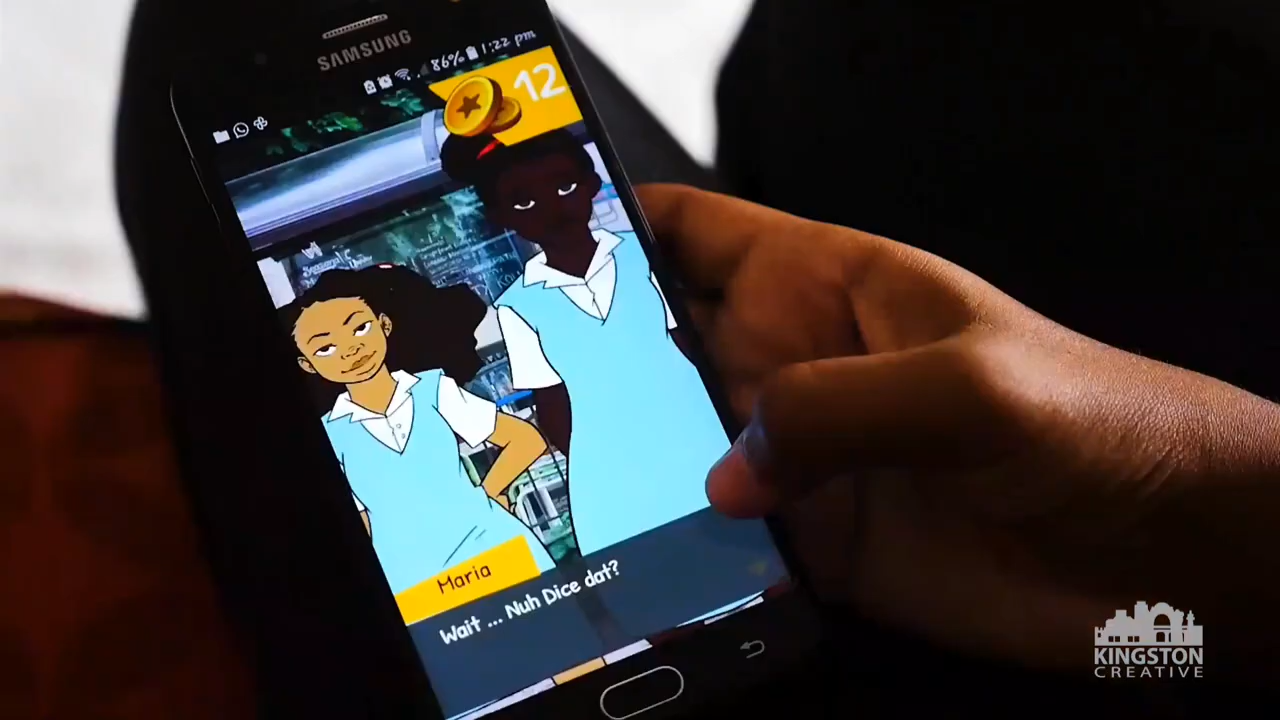 SAMSUNG
86% 1:22 pm
12
Maria
Wait ... Nuh Dice dat?
KINGSTON
CREATIVE